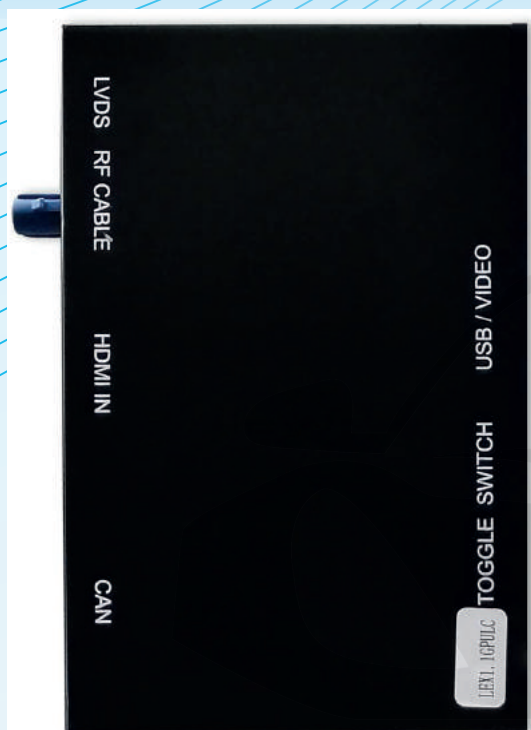 LVDS RF CABLE
HDMI IN
CAN
USB / VIDEO
TOGGLE SWITCH
LEX1.1GPULC